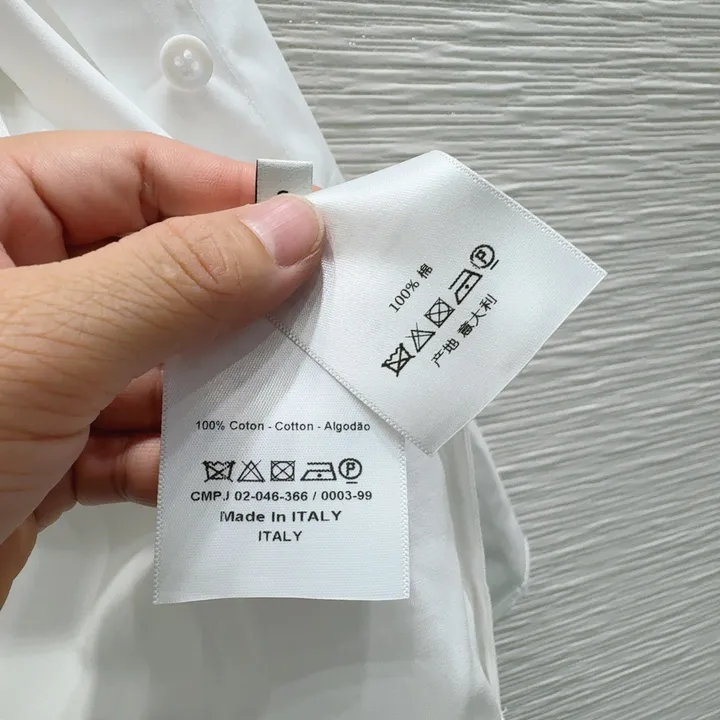 100% 棉
P
产地 意大利
100% Coton - Cotton - Algodão
P
CMPJ 02-046-366 / 0003-99
Made In ITALY
ITALY